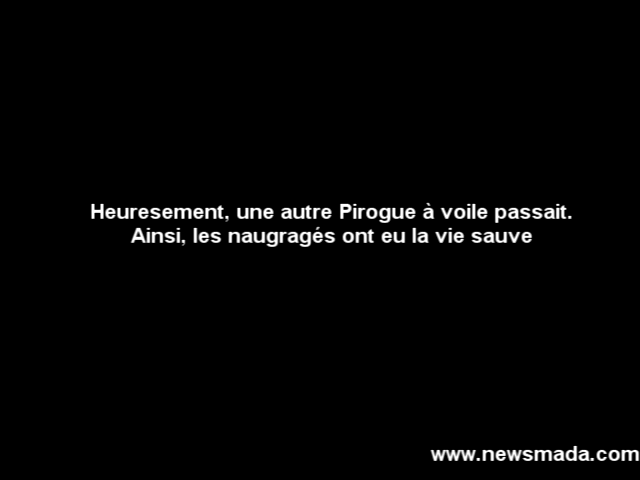 Heuresement, une autre Pirogue à voile passait.
Ainsi, les naugragés ont eu la vie sauve
www.newsmada.com